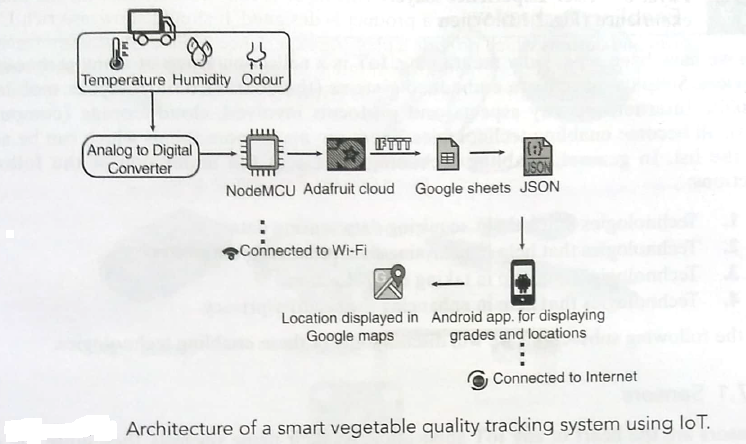 Temperature Humidity Odour
Analog to Digital
Converter
IFTTT
{:}
JSON
NodeMCU Adafruit cloud Google sheets JSON
Connected to Wi-Fi
Location displayed in
Google maps
Android app. for displaying
grades and locations
Connected to Internet
Architecture of a smart vegetable quality tracking system using IoT.